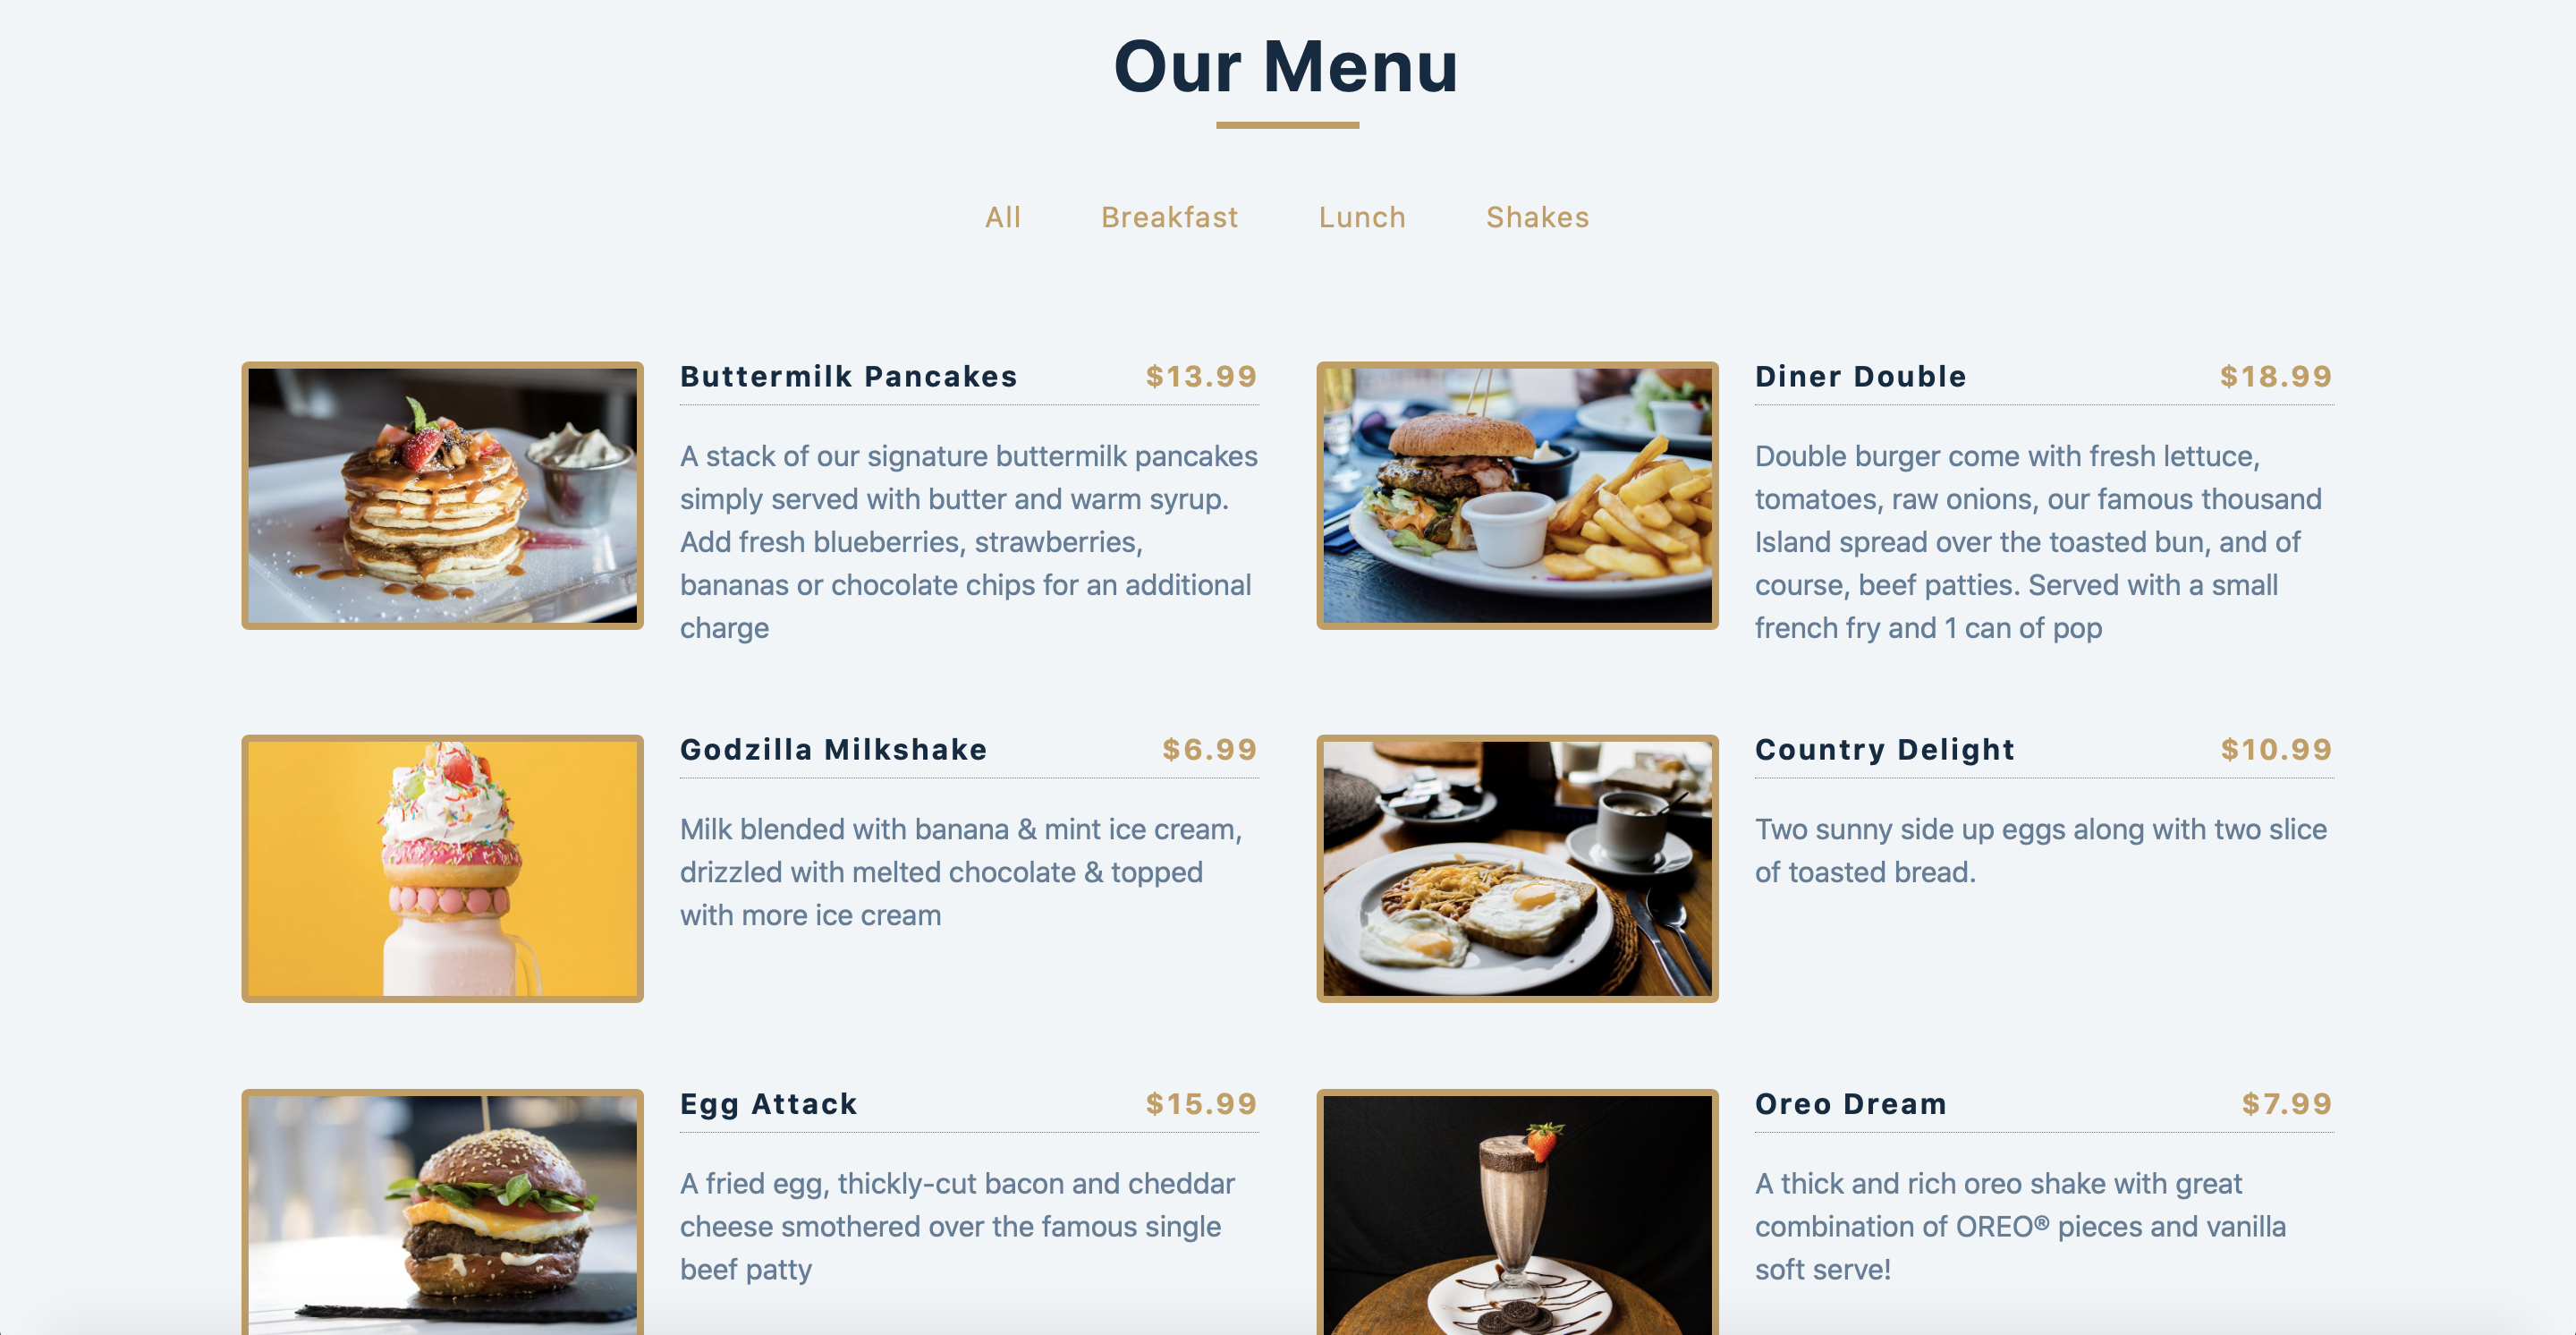 Our Menu
All Breakfast Lunch Shakes
Buttermilk Pancakes $13.99
A stack of our signature buttermilk pancakes
simply served with butter and warm syrup.
Add fresh blueberries, strawberries,
bananas or chocolate chips for an additional
charge
Diner Double $18.99
Double burger come with fresh lettuce,
tomatoes, raw onions, our famous thousand
Island spread over the toasted bun, and of
course, beef patties. Served with a small
french fry and 1 can of pop
Godzilla Milkshake $6.99
Milk blended with banana & mint ice cream,
drizzled with melted chocolate & topped
with more ice cream
Country Delight $10.99
Two sunny side up eggs along with two slice
of toasted bread.
Egg Attack $15.99
A fried egg, thickly-cut bacon and cheddar
cheese smothered over the famous single
beef patty
Oreo Dream $7.99
A thick and rich oreo shake with great
combination of OREO® pieces and vanilla
soft serve!